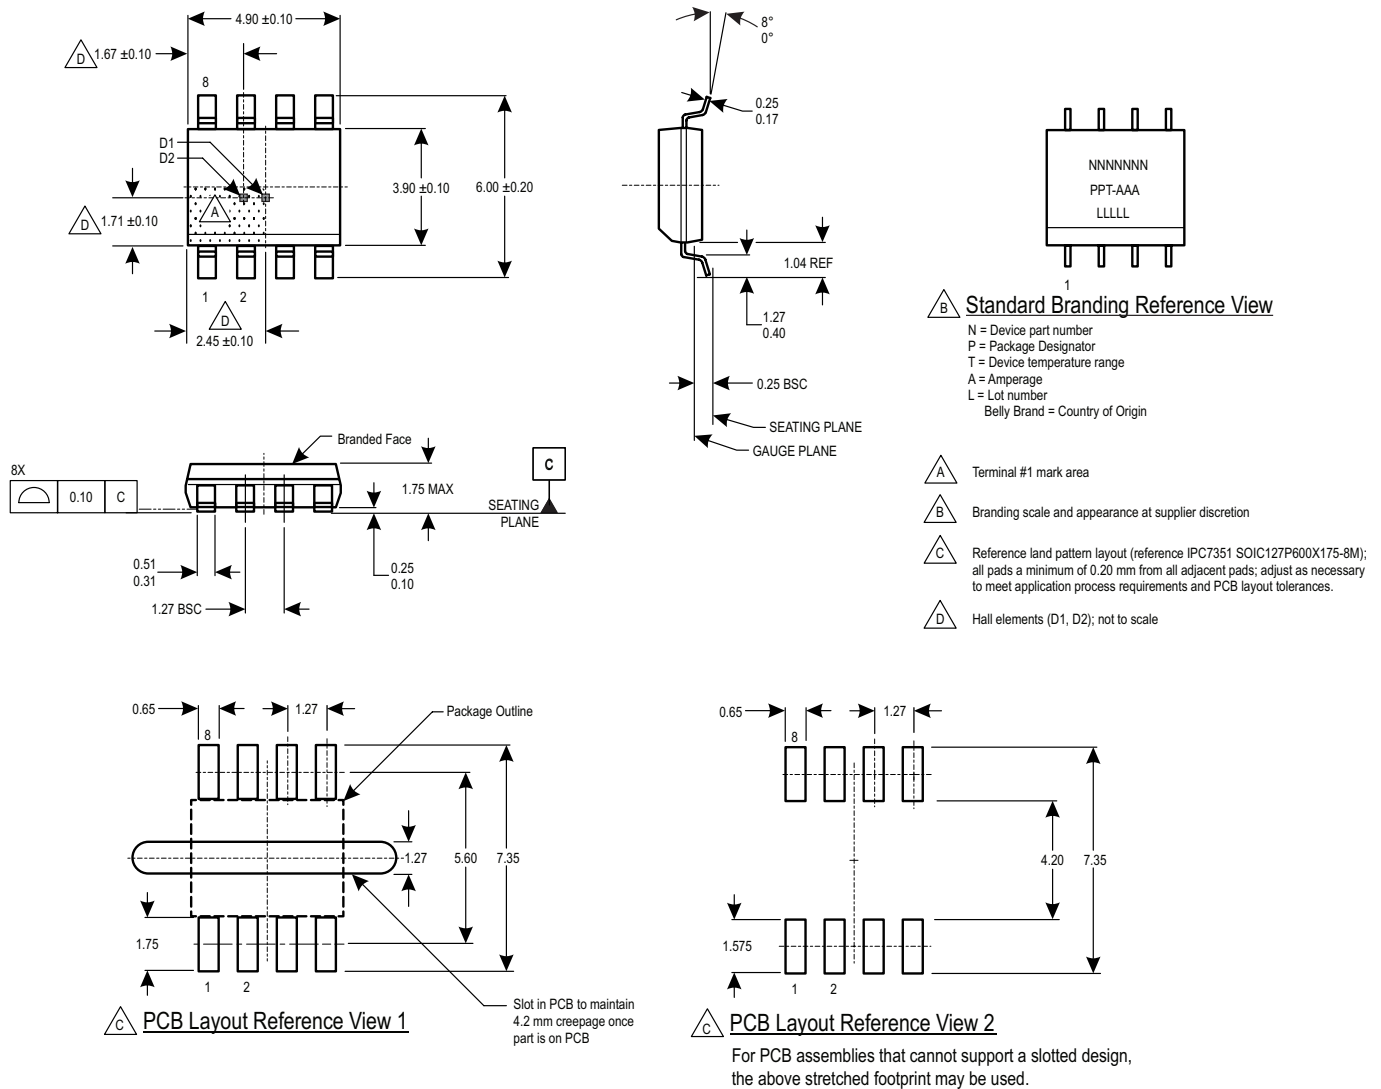 4.90 ±0.10
D
1.67 ±0.10
8
D1
D2
A
3.90 ±0.10
6.00 ±0.20
D
1.71 ±0.10
1
2
D
2.45 ±0.10
8°
0°
0.25
0.17
1.04 REF
1.27
0.40
0.25 BSC
SEATING PLANE
GAUGE PLANE
NNNNNNN
PPT-AAA
LLLLL
1
B
Standard Branding Reference View
N = Device part number
P = Package Designator
T = Device temperature range
A = Amperage
L = Lot number
Belly Brand = Country of Origin
Branded Face
8X
0.10
C
1.75 MAX
SEATING
PLANE
C
0.51
0.31
0.25
0.10
1.27 BSC
A
Terminal #1 mark area
B
Branding scale and appearance at supplier discretion
C
Reference land pattern layout (reference IPC7351 SOIC127P600X175-8M);
all pads a minimum of 0.20 mm from all adjacent pads; adjust as necessary
to meet application process requirements and PCB layout tolerances.
D
Hall elements (D1, D2); not to scale
0.65
1.27
Package Outline
8
1.27
5.60
7.35
1.75
1
2
Slot in PCB to maintain
4.2 mm creepage once
part is on PCB
C
PCB Layout Reference View 1
0.65
1.27
8
4.20
7.35
1.575
1
2
C
PCB Layout Reference View 2
For PCB assemblies that cannot support a slotted design,
the above stretched footprint may be used.